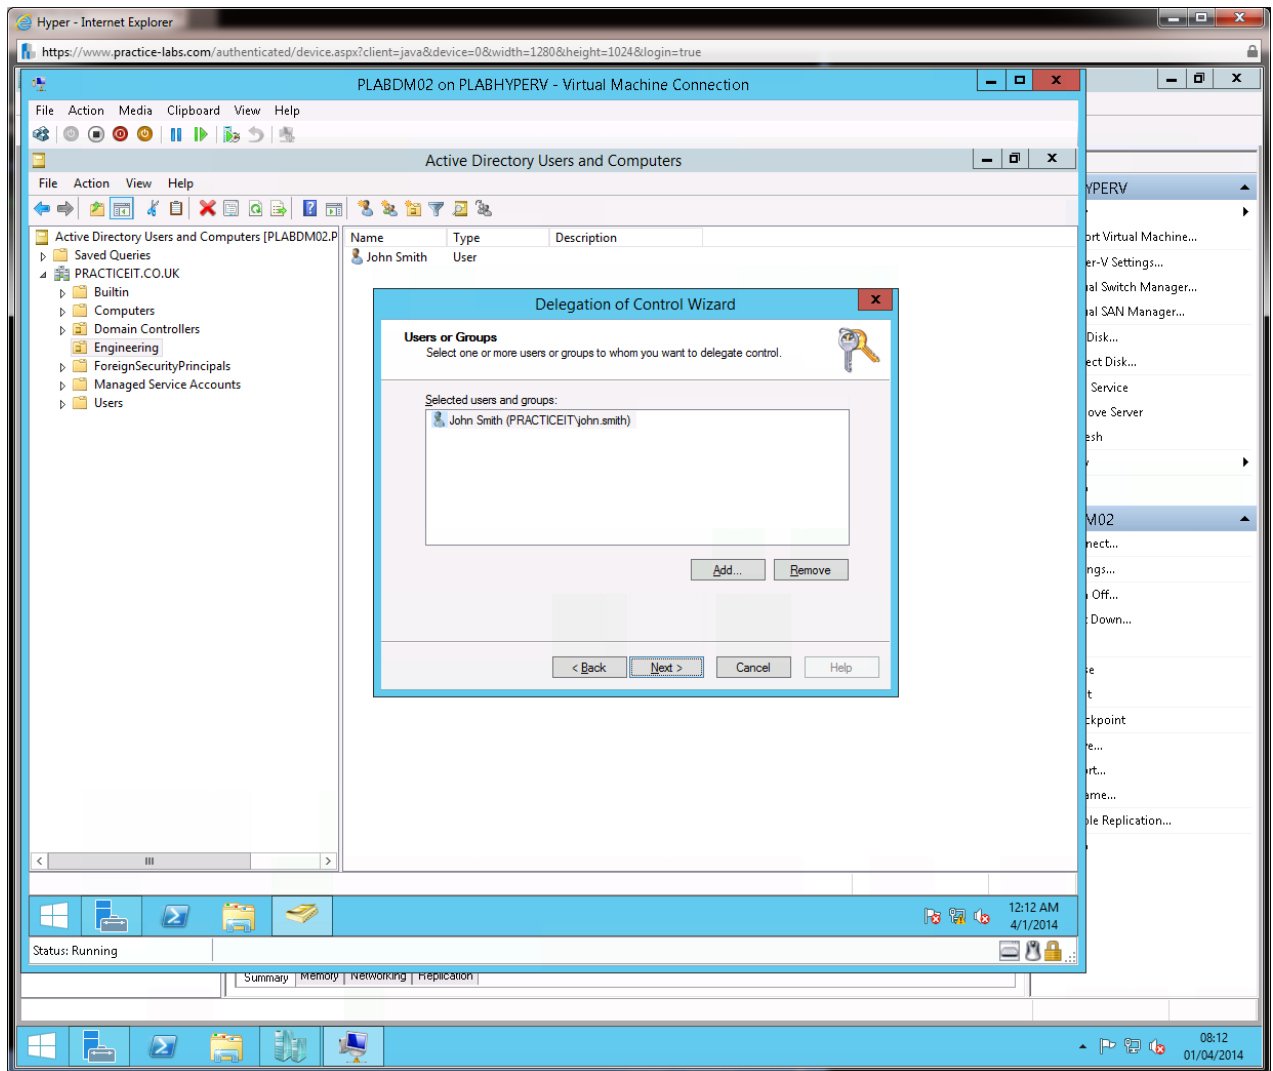 Hyper - Internet Explorer
https://www.practice-labs.com/authenticated/device.aspx?client=java&device=0&width=1280&height=1024&login=true
PLABDM02 on PLABHYPERV - Virtual Machine Connection
File Action Media Clipboard View Help
Active Directory Users and Computers
File Action View Help
Active Directory Users and Computers [PLABDM02.P
Saved Queries
PRACTICEIT.CO.UK
Builtin
Computers
Domain Controllers
Engineering
ForeignSecurityPrincipals
Managed Service Accounts
Users
Name Type Description
John Smith User
Delegation of Control Wizard
Users or Groups
Select one or more users or groups to whom you want to delegate control.
Selected users and groups:
John Smith (PRACTICEIT\john.smith)
Add... Remove
< Back Next > Cancel Help
YPERV
ort Virtual Machine...
er-V Settings...
ual Switch Manager...
ual SAN Manager...
Disk...
ect Disk...
Service
ove Server
esh
M02
nect...
ngs...
Off...
Down...
se
t
ckpoint
ve...
ort...
ame...
ble Replication...
12:12 AM
4/1/2014
Status: Running
Summary Memory Networking Replication
08:12
01/04/2014